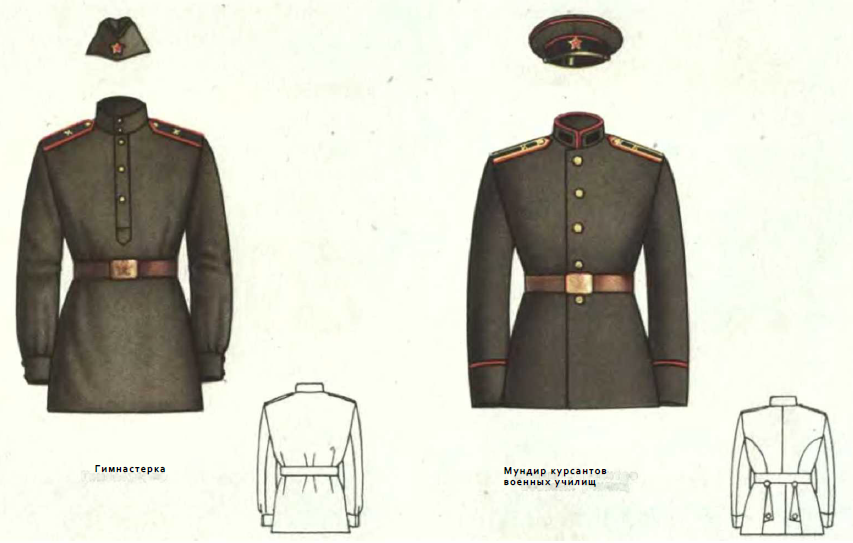 Гимнастерка
Мундир курсантов
военных училищ